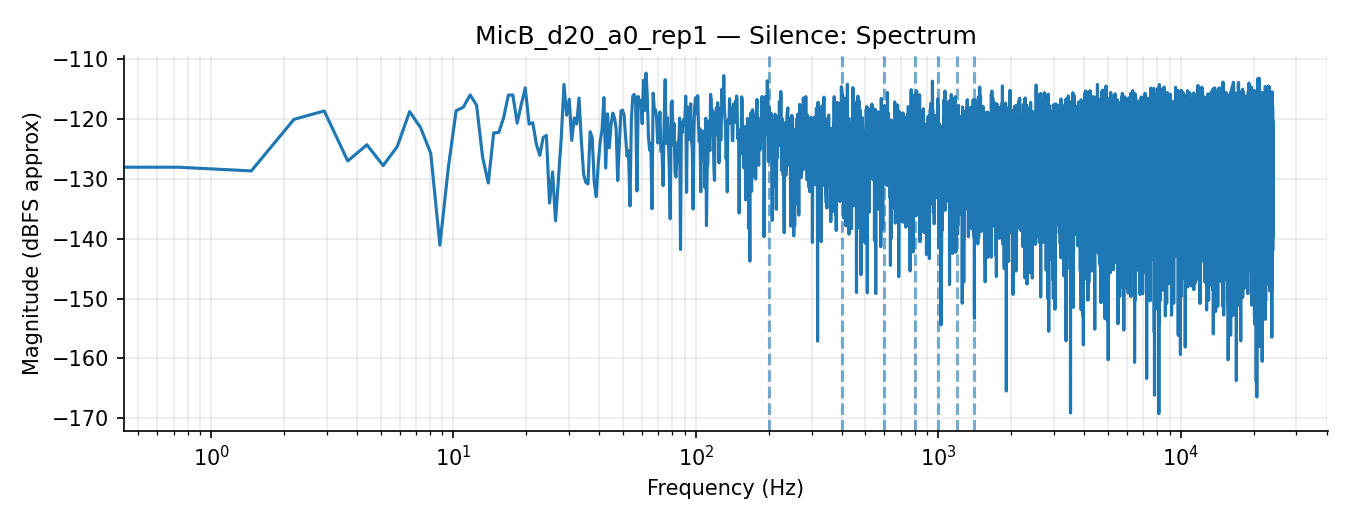 MicB_d20_a0_rep1 — Silence: Spectrum
Magnitude (dBFS approx)
−110
−120
−130
−140
−150
−160
−170
10⁰ 10¹ 10² 10³ 10⁴
Frequency (Hz)